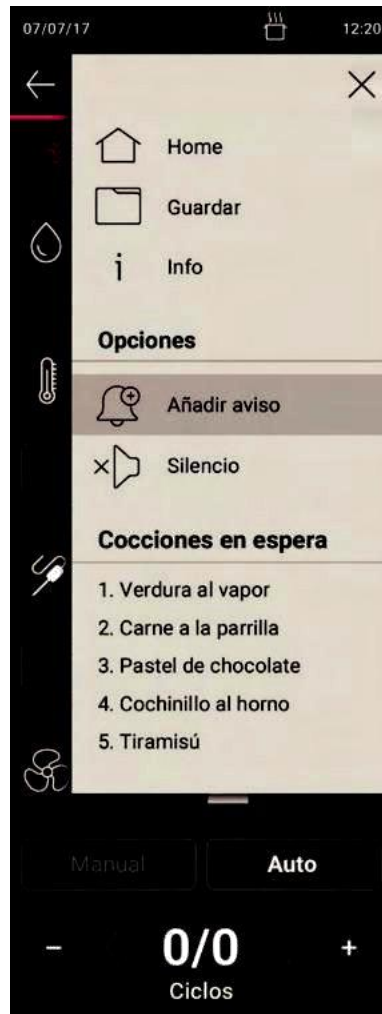 07/07/17 12:20
Home
Guardar
i Info
Opciones
Añadir aviso
Silencio
Cocciones en espera
1. Verdura al vapor
2. Carne a la parrilla
3. Pastel de chocolate
4. Cochinillo al horno
5. Tiramisú
Manual Auto
- 0/0 +
Ciclos